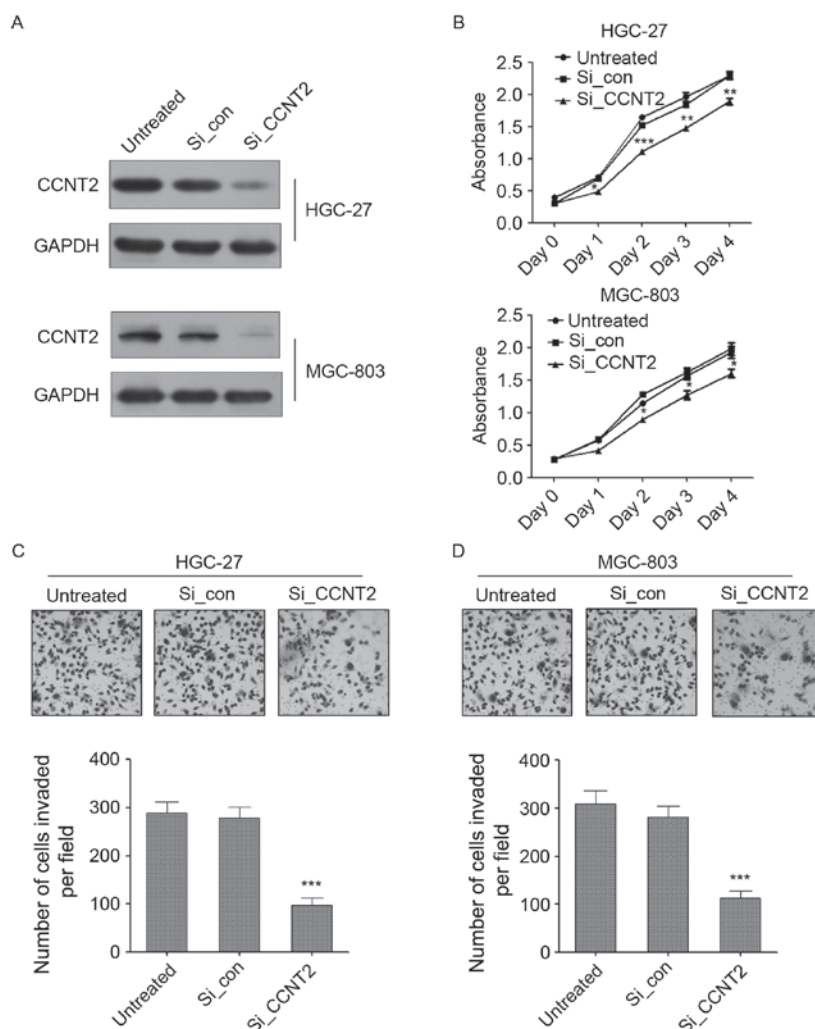 A
Untreated
Si_con
Si_CCNT2
CCNT2
GAPDH
HGC-27
CCNT2
GAPDH
MGC-803
B
HGC-27
Untreated
Si_con
Si_CCNT2
Absorbance
2.5
2.0
1.5
1.0
0.5
0.0
*
***
**
**
Day 0
Day 1
Day 2
Day 3
Day 4
MGC-803
Untreated
Si_con
Si_CCNT2
Absorbance
2.5
2.0
1.5
1.0
0.5
0.0
*
*
*
Day 0
Day 1
Day 2
Day 3
Day 4
C
HGC-27
Untreated
Si_con
Si_CCNT2
Number of cells invaded
per field
400
300
200
100
0
***
Untreated
Si_con
Si_CCNT2
D
MGC-803
Untreated
Si_con
Si_CCNT2
Number of cells invaded
per field
400
300
200
100
0
***
Untreated
Si_con
Si_CCNT2